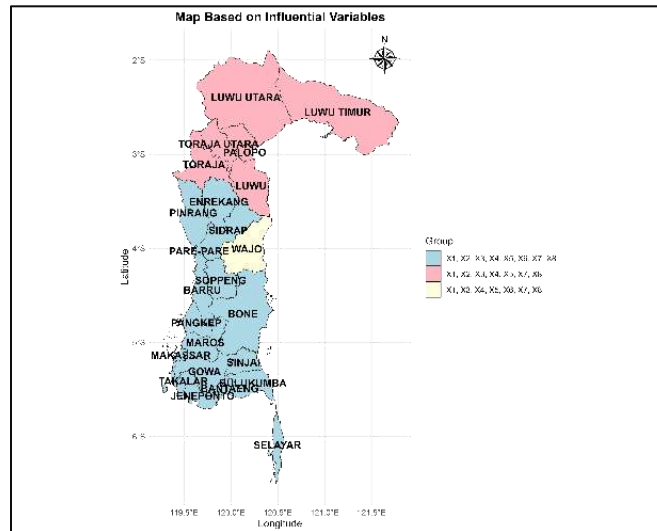 Map Based on Influential Variables
N
2°S
3°S
4°S
5°S
6°S
Latitude
LUWU UTARA
LUWU TIMUR
TORAJA UTARA
PALOPO
TORAJA
LUWU
ENREKANG
PINRANG
SIDRAP
PARE-PARE
WAJO
SOPPENG
BARRU
BONE
PANGKEP
MAROS
MAKASSAR
SINJAI
GOWA
TAKALAR
BULUKUMBA
BANTAENG
JENEPONTO
SELAYAR
119.5°E
120.0°E
120.5°E
121.0°E
121.5°E
Longitude
Group
X1, X2, X3, X4, X5, X6, X7, X8
X1, X2, X3, X4, X5, X7, X8
X1, X2, X4, X5, X6, X7, X8